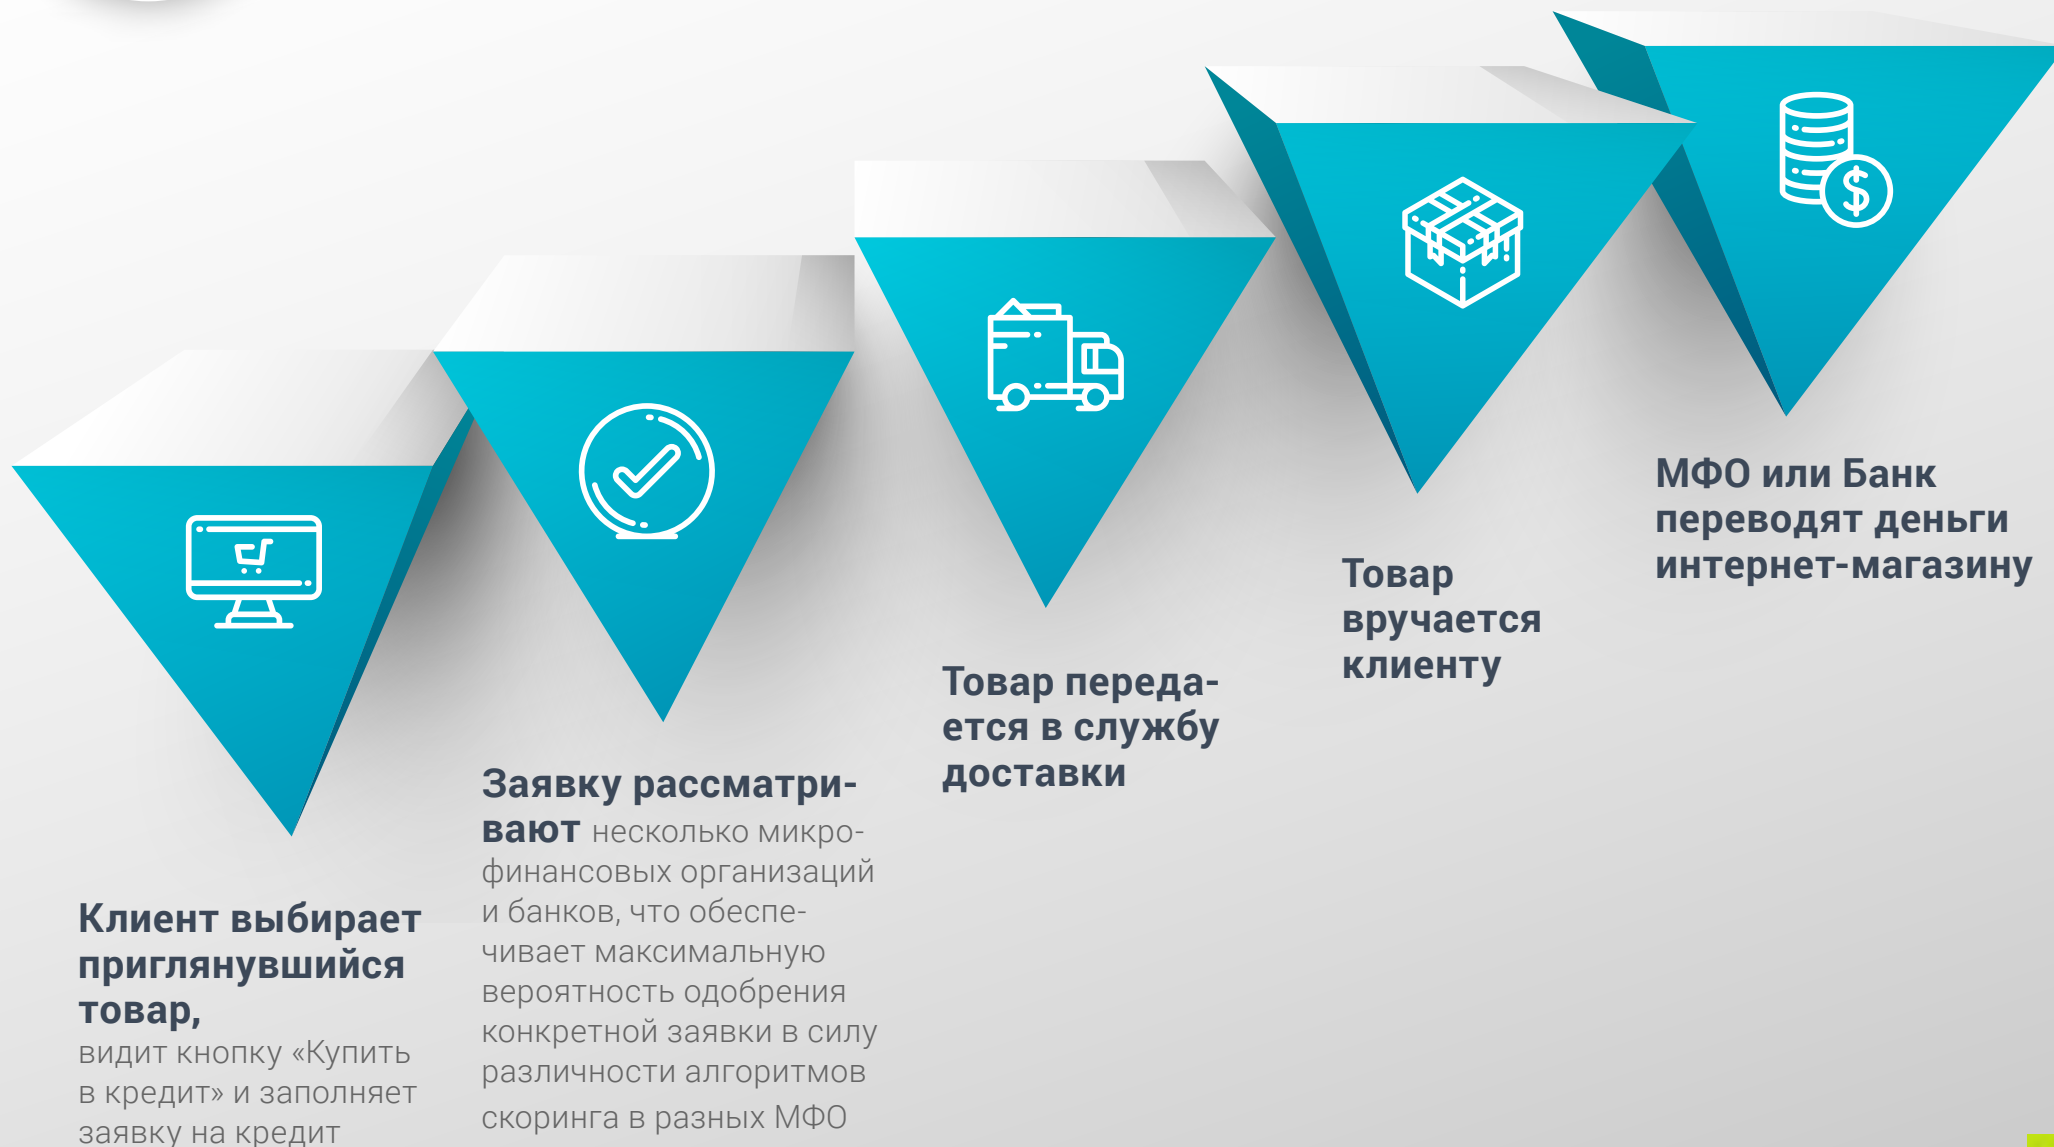 Клиент выбирает
приглянувшийся
товар,
видит кнопку «Купить
в кредит» и заполняет
заявку на кредит
Заявку рассматри-
вают несколько микро-
финансовых организаций
и банков, что обеспе-
чивает максимальную
вероятность одобрения
конкретной заявки в силу
различности алгоритмов
скоринга в разных МФО
Товар переда-
ется в службу
доставки
Товар
вручается
клиенту
МФО или Банк
переводят деньги
интернет-магазину
$